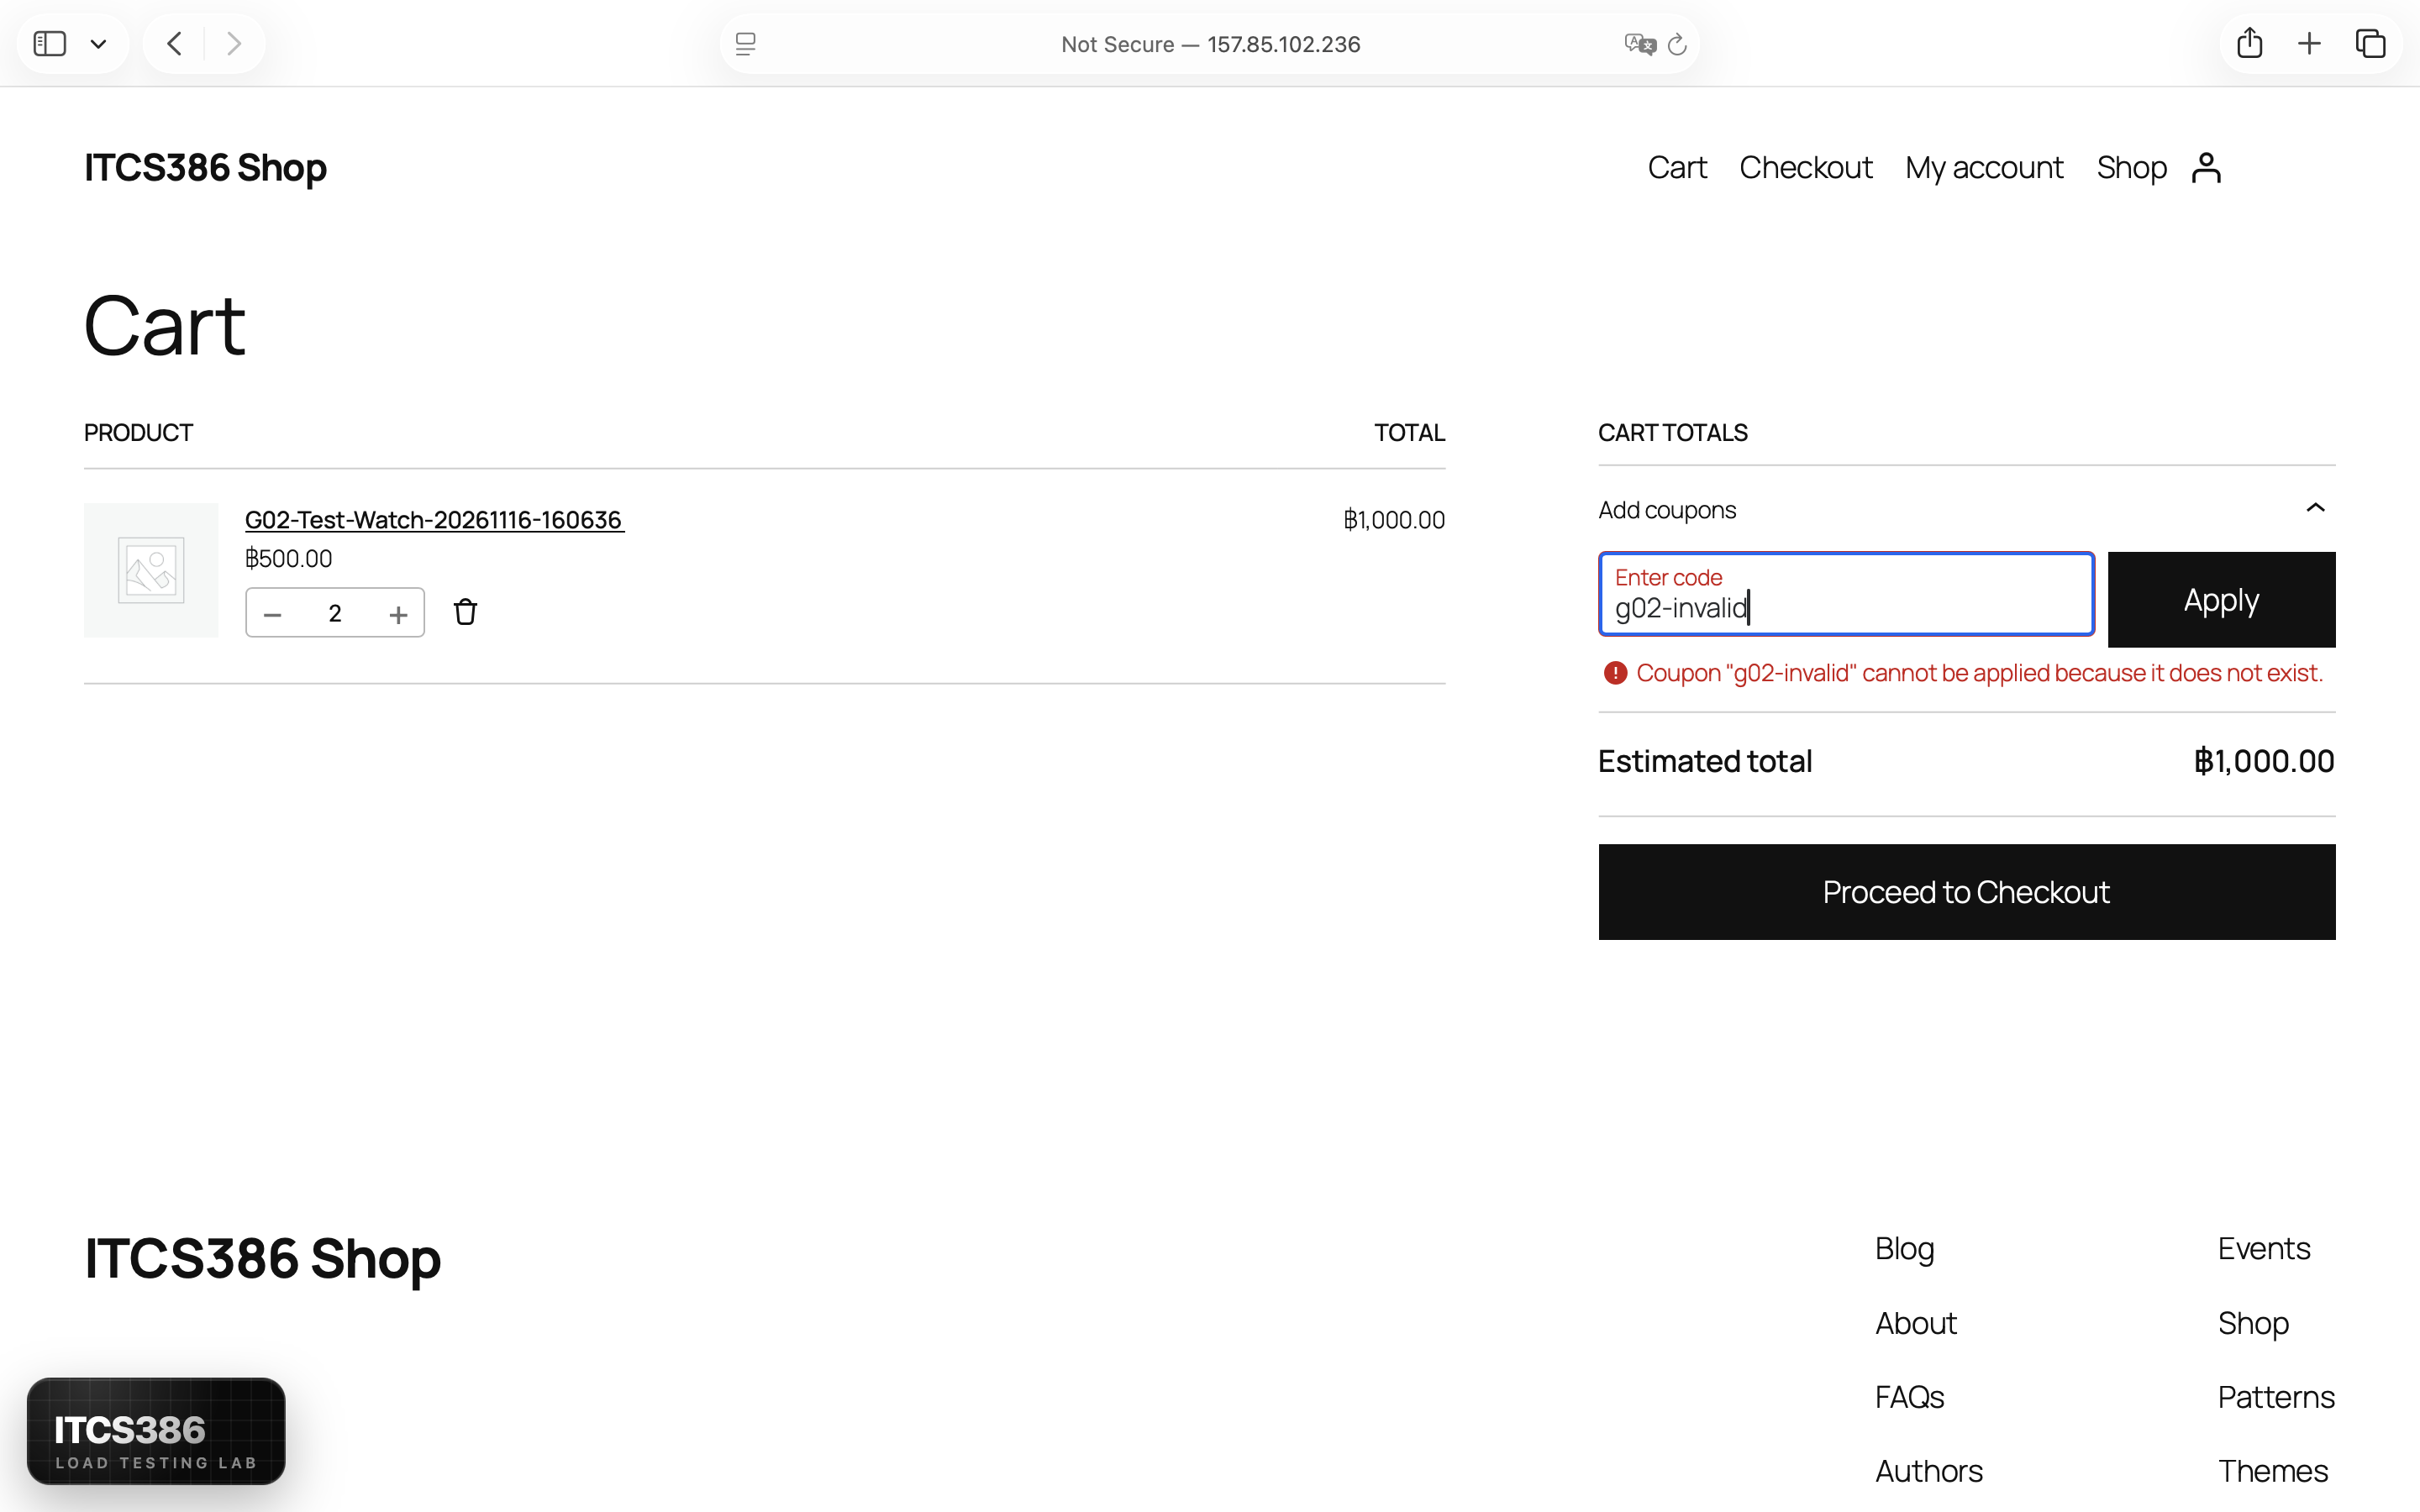 Not Secure — 157.85.102.236
ITCS386 Shop
Cart Checkout My account Shop
Cart
PRODUCT TOTAL
G02-Test-Watch-20261116-160636 ฿1,000.00
฿500.00
− 2 +
CART TOTALS
Add coupons
Enter code
g02-invalid
Apply
! Coupon "g02-invalid" cannot be applied because it does not exist.
Estimated total ฿1,000.00
Proceed to Checkout
ITCS386 Shop
Blog Events
About Shop
FAQs Patterns
Authors Themes
ITCS386
LOAD TESTING LAB